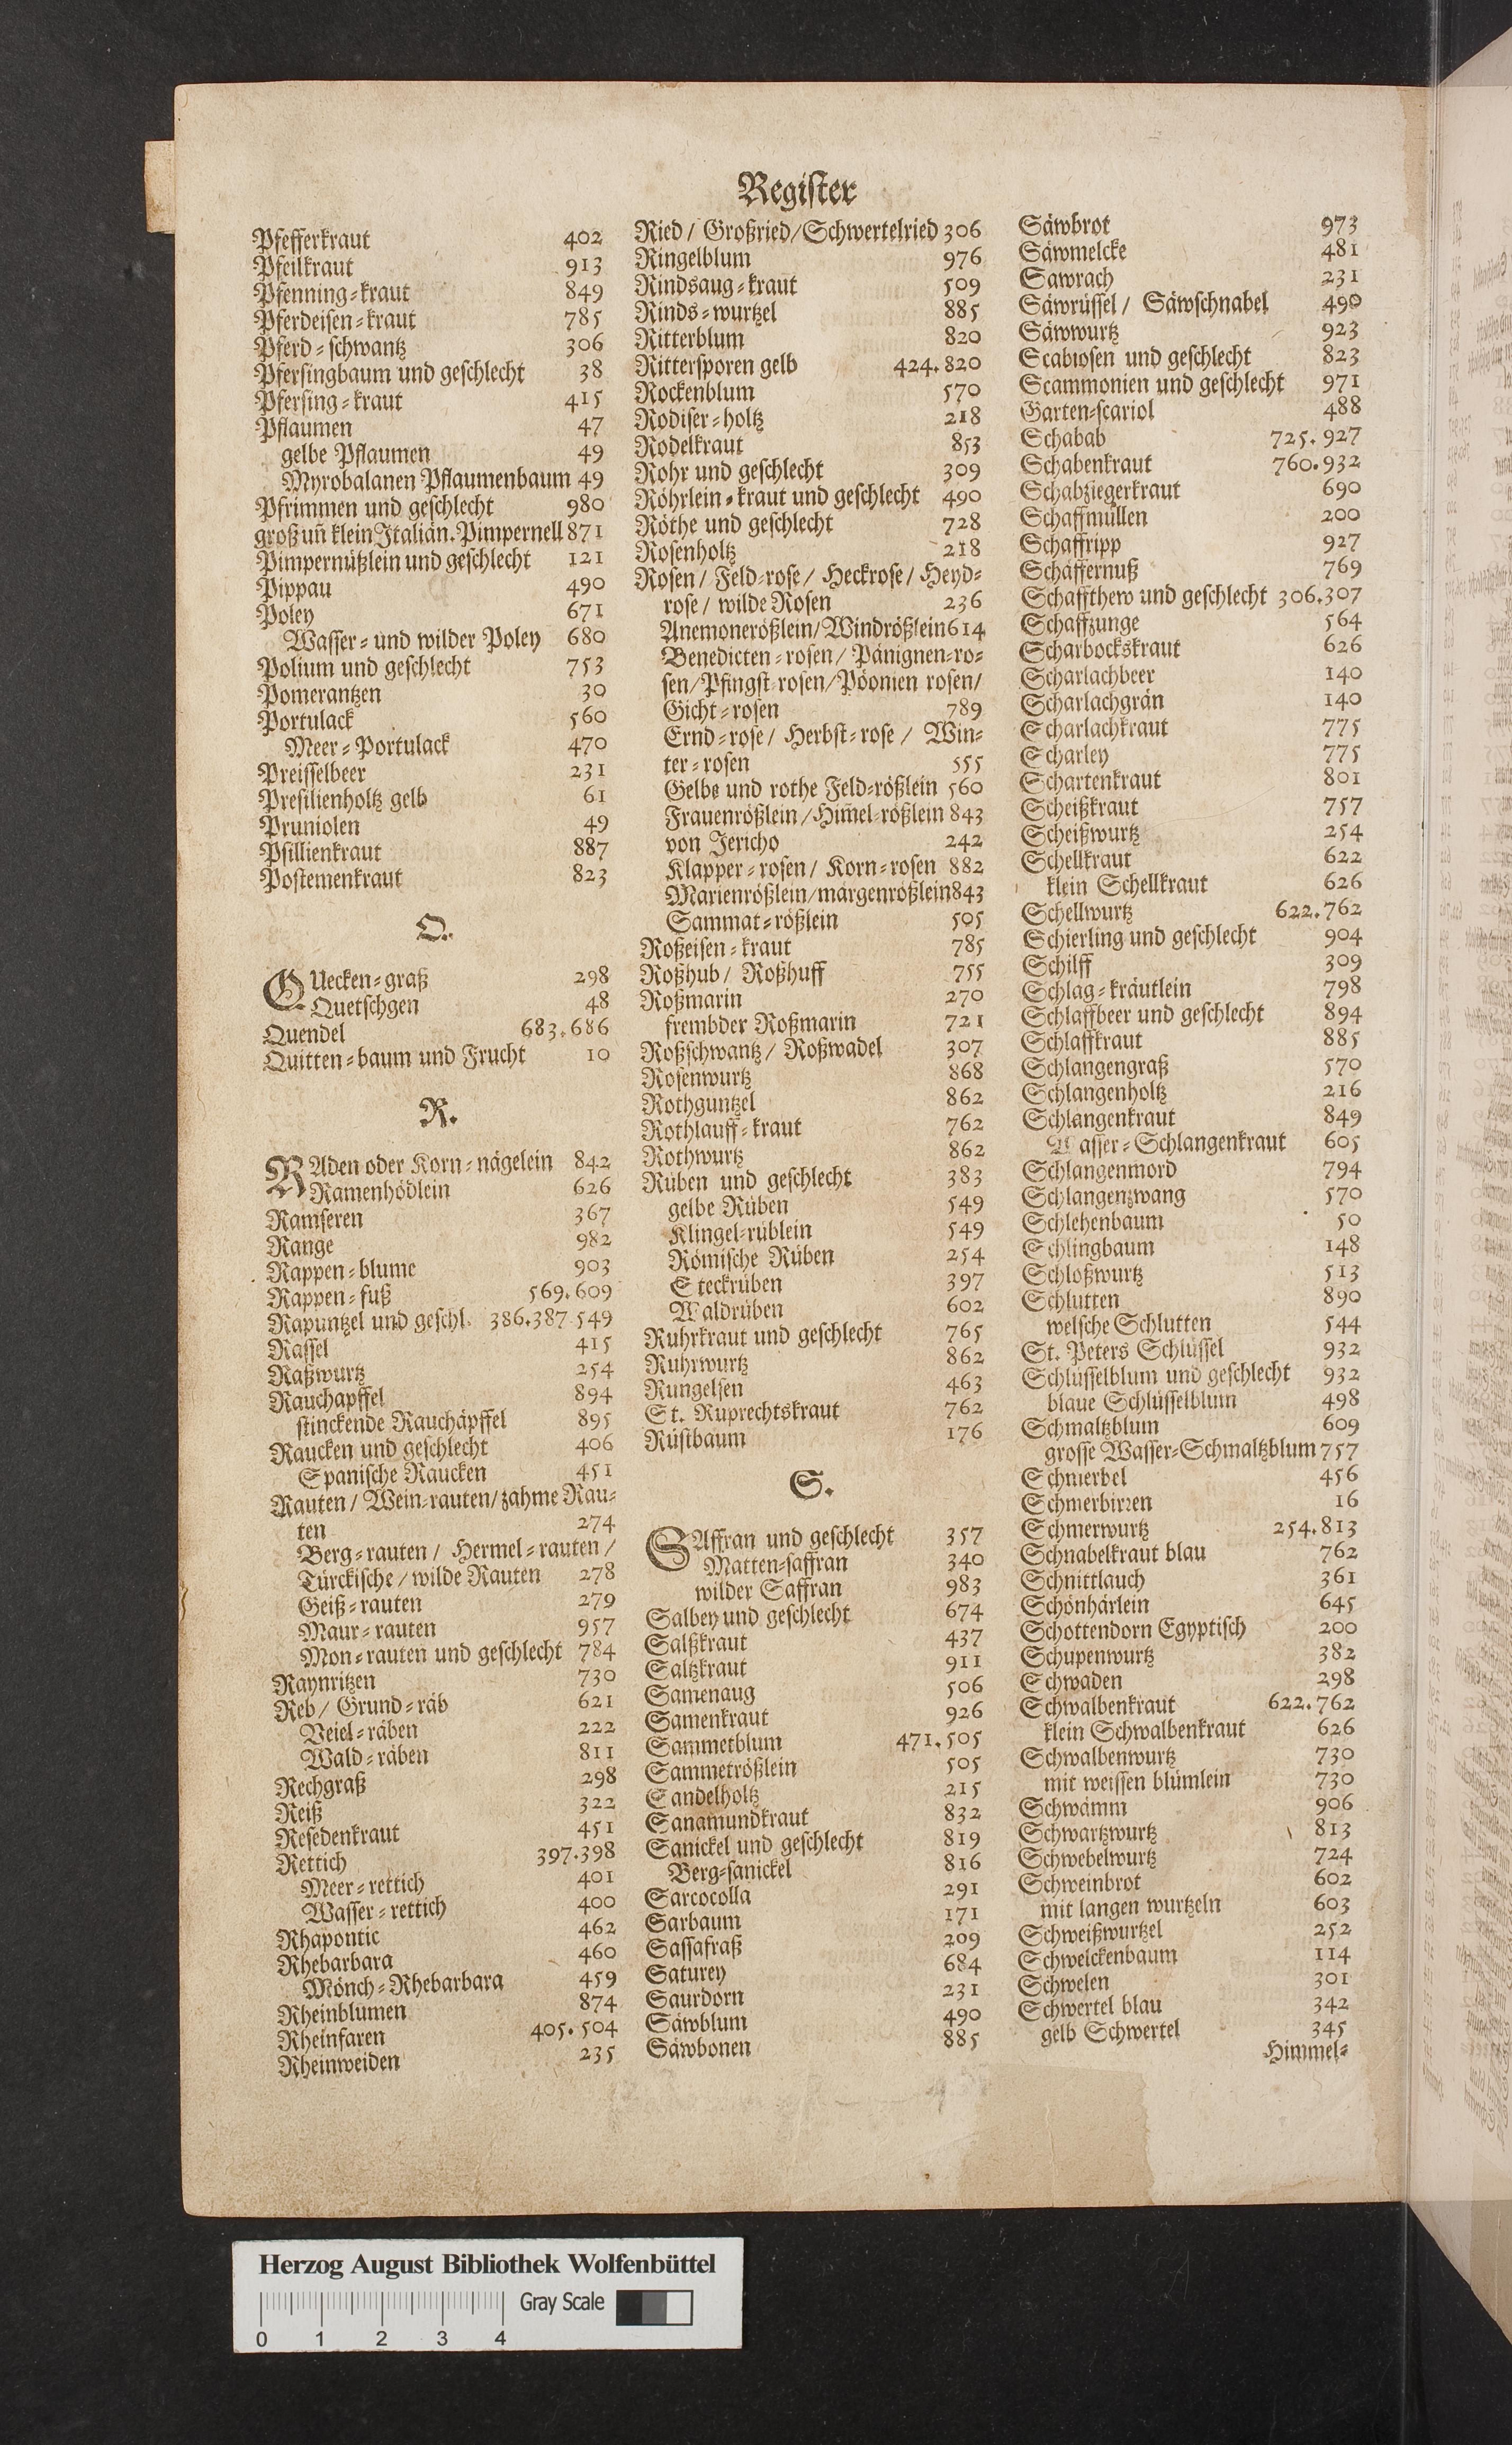 Register
Pfefferkraut 402
Pfeilkraut 913
Pfenning-kraut 849
Pferdeisen-kraut 785
Pferd-schwantz 306
Pfersingbaum und geschlecht 38
Pfersing-kraut 415
Pflaumen 47
gelbe Pflaumen 49
Myrobalanen Pflaumenbaum 49
Pfrimmen und geschlecht 980
groß uñ klein Italiän. Pimpernell 871
Pimpernüßlein und geschlecht 121
Pippau 490
Poley 671
Wasser- und wilder Poley 680
Polium und geschlecht 753
Pomerantzen 30
Portulack 560
Meer-Portulack 470
Preisselbeer 231
Presilienholtz gelb 61
Pruniolen 49
Psillienkraut 887
Postemenkraut 823
Q.
QUecken-graß 298
Quetschgen 48
Quendel 683.686
Quitten-baum und Frucht 10
R.
RAden oder Korn-nägelein 842
Ramenhödlein 626
Ramseren 367
Range 982
Rappen-blume 903
Rappen-fuß 569.609
Rapuntzel und geschl. 386.387.549
Rassel 415
Raßwurtz 254
Rauchapffel 894
stinckende Rauchäpffel 895
Raucken und geschlecht 406
Spanische Raucken 451
Rauten / Wein-rauten / zahme Rau-
ten 274
Berg-rauten / Hermel-rauten /
Türckische / wilde Rauten 278
Geiß-rauten 279
Maur-rauten 957
Mon-rauten und geschlecht 784
Raynritzen 730
Reb / Grund-räb 621
Veiel-räben 222
Wald-räben 811
Rechgraß 298
Reiß 322
Resedenkraut 451
Rettich 397.398
Meer-rettich 401
Wasser-rettich 400
Rhapontic 462
Rhebarbara 460
Mönch-Rhebarbara 459
Rheinblumen 874
Rheinfaren 405.504
Rheinweiden 235
Ried / Großried / Schwertelried 306
Ringelblum 976
Rindsaug-kraut 509
Rinds-wurtzel 885
Ritterblum 820
Rittersporen gelb 424.820
Rockenblum 570
Rodiser-holtz 218
Rodelkraut 853
Rohr und geschlecht 309
Röhrlein-kraut und geschlecht 490
Röthe und geschlecht 728
Rosenholtz 218
Rosen / Feld-rose / Heckrose / Heyd-
rose / wilde Rosen 236
Anemonerößlein / Windrößlein 614
Benedicten-rosen / Pänignen-ro-
sen / Pfingst-rosen / Pöonien rosen /
Gicht-rosen 789
Ernd-rose / Herbst-rose / Win-
ter-rosen 555
Gelbe und rothe Feld-rößlein 560
Frauenrößlein / Him̃el-rößlein 843
von Jericho 242
Klapper-rosen / Korn-rosen 882
Marienrößlein / märgenrößlein 843
Sammat-rößlein 505
Roßeisen-kraut 785
Roßhub / Roßhuff 755
Roßmarin 270
frembder Roßmarin 721
Roßschwantz / Roßwadel 307
Rosenwurtz 868
Rothguntzel 862
Rothlauff-kraut 762
Rothwurtz 862
Rüben und geschlecht 383
gelbe Rüben 549
Klingel-rüblein 549
Römische Rüben 254
Steckrüben 397
Waldrüben 602
Ruhrkraut und geschlecht 765
Ruhrwurtz 862
Rungelsen 463
St. Ruprechtskraut 762
Rüstbaum 176
S.
SAffran und geschlecht 357
Matten-saffran 340
wilder Saffran 983
Salbey und geschlecht 674
Salßkraut 437
Saltzkraut 911
Samenaug 506
Samenkraut 926
Sammetblum 471.505
Sammetrößlein 505
Sandelholtz 215
Sanamundkraut 832
Sanickel und geschlecht 819
Berg-sanickel 816
Sarcocolla 291
Sarbaum 171
Sassafraß 209
Saturey 684
Saurdorn 231
Säwblum 490
Säwbonen 885
Säwbrot 973
Säwmelcke 481
Sawrach 231
Säwrüssel / Säwschnabel 490
Säwwurtz 923
Scabiosen und geschlecht 823
Scammonien und geschlecht 971
Garten-scariol 488
Schabab 725.927
Schabenkraut 760.932
Schabziegerkraut 690
Schaffmüllen 200
Schaffripp 927
Schäffernuß 769
Schaffthew und geschlecht 306.307
Schaffzunge 564
Scharbockskraut 626
Scharlachbeer 140
Scharlachgrän 140
Scharlachkraut 775
Scharley 775
Schartenkraut 801
Scheißkraut 757
Scheißwurtz 254
Schellkraut 622
klein Schellkraut 626
Schellwurtz 622.762
Schierling und geschlecht 904
Schilff 309
Schlag-kräutlein 798
Schlaffbeer und geschlecht 894
Schlaffkraut 885
Schlangengraß 570
Schlangenholtz 216
Schlangenkraut 849
Wasser-Schlangenkraut 605
Schlangenmord 794
Schlangenzwang 570
Schlehenbaum 50
Schlingbaum 148
Schloßwurtz 513
Schlutten 890
welsche Schlutten 544
St. Peters Schlüssel 932
Schlüsselblum und geschlecht 932
blaue Schlüsselblum 498
Schmaltzblum 609
grosse Wasser-Schmaltzblum 757
Schmerbel 456
Schmerbirren 16
Schmerwurtz 254.813
Schnabelkraut blau 762
Schnittlauch 361
Schönhärlein 645
Schottendorn Egyptisch 200
Schupenwurtz 382
Schwaden 298
Schwalbenkraut 622.762
klein Schwalbenkraut 626
Schwalbenwurtz 730
mit weissen blümlein 730
Schwämm 906
Schwartzwurtz 813
Schwebelwurtz 724
Schweinbrot 602
mit langen wurtzeln 603
Schweißwurtzel 252
Schwelckenbaum 114
Schwelen 301
Schwertel blau 342
gelb Schwertel 345
Himmel-
Herzog August Bibliothek Wolfenbüttel
Gray Scale
0 1 2 3 4